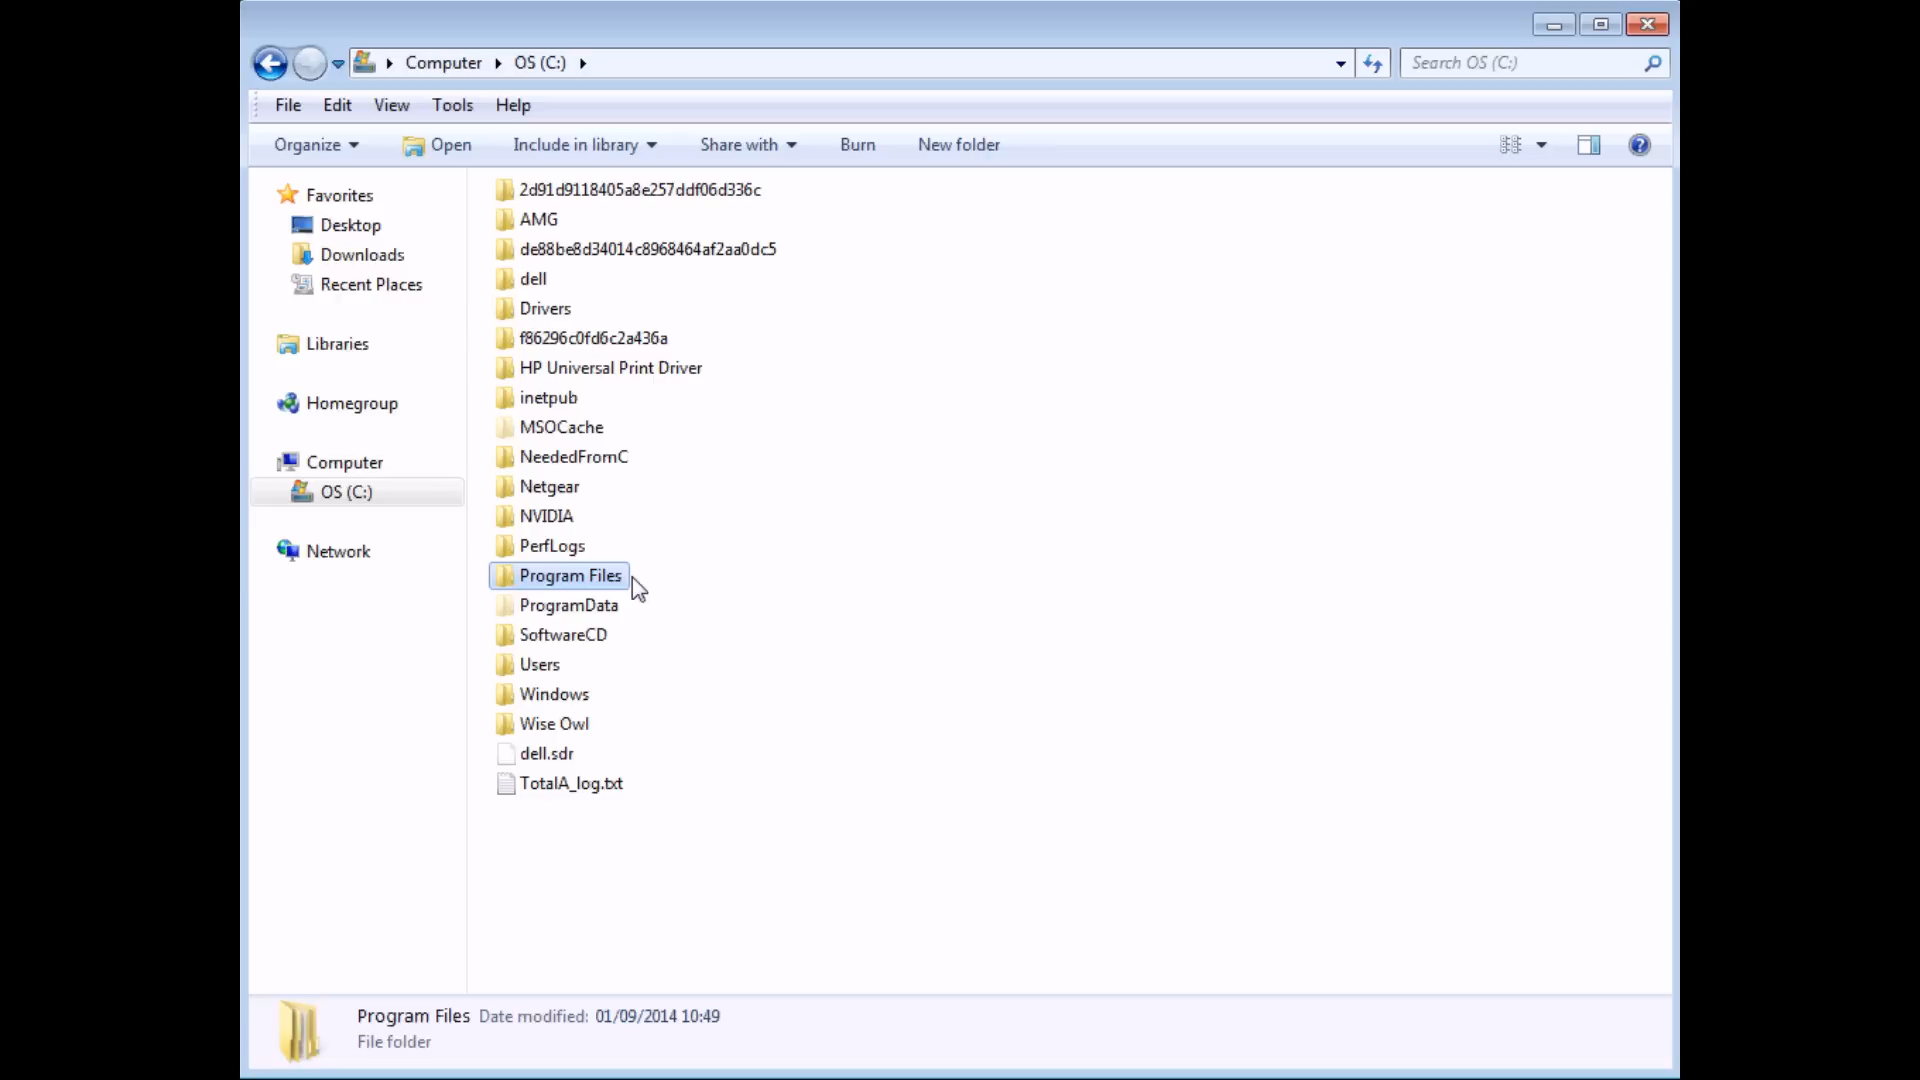 Computer OS (C:) Search OS (C:)
File Edit View Tools Help
Organize Open Include in library Share with Burn New folder
Favorites
Desktop
Downloads
Recent Places
Libraries
Homegroup
Computer
OS (C:)
Network
2d91d9118405a8e257ddf06d336c
AMG
de88be8d34014c8968464af2aa0dc5
dell
Drivers
f86296c0fd6c2a436a
HP Universal Print Driver
inetpub
MSOCache
NeededFromC
Netgear
NVIDIA
PerfLogs
Program Files
ProgramData
SoftwareCD
Users
Windows
Wise Owl
dell.sdr
TotalA_log.txt
Program Files Date modified: 01/09/2014 10:49
File folder